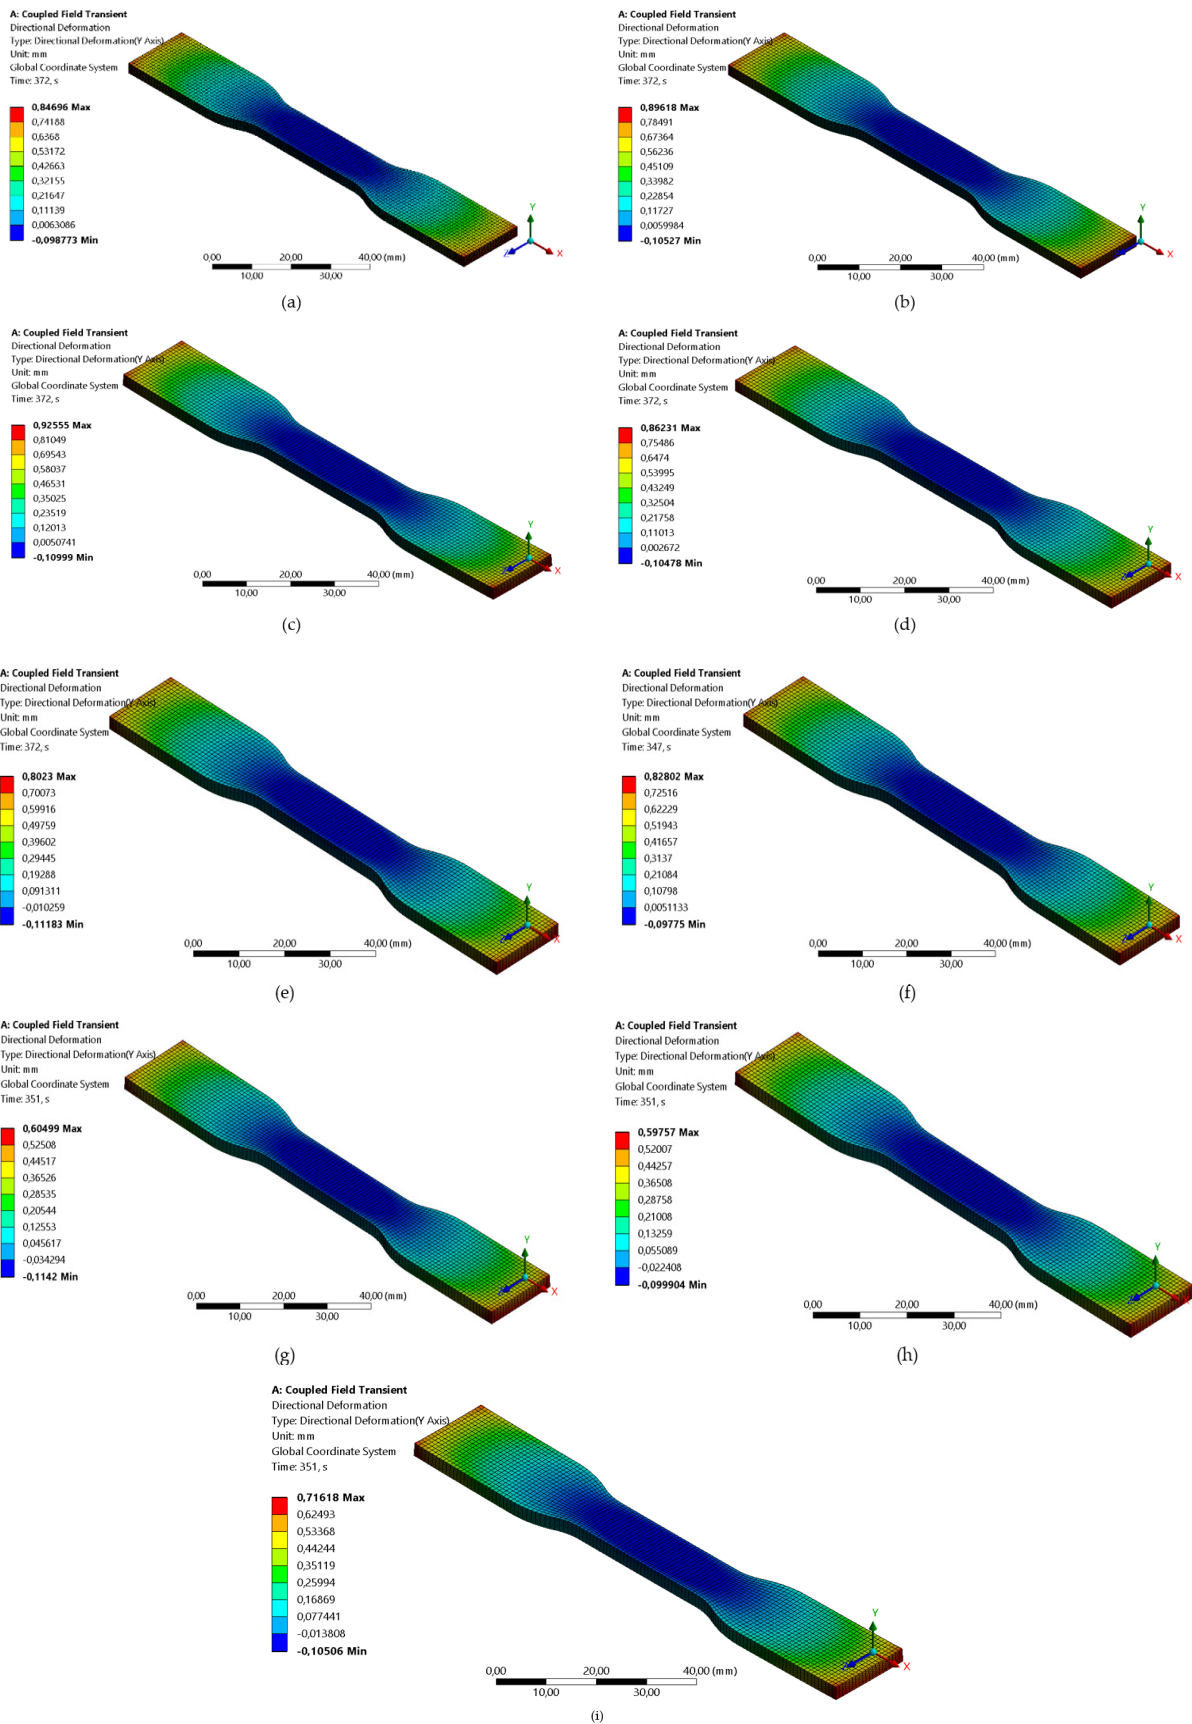 A: Coupled Field Transient
Directional Deformation
Type: Directional Deformation(Y Axis)
Unit: mm
Global Coordinate System
Time: 372, s
0,84696 Max
0,74188
0,6368
0,53172
0,42663
0,32155
0,21647
0,11139
0,0063086
-0,098773 Min
0,00 20,00 40,00 (mm)
10,00 30,00
Y
Z X
(a)
A: Coupled Field Transient
Directional Deformation
Type: Directional Deformation(Y Axis)
Unit: mm
Global Coordinate System
Time: 372, s
0,89618 Max
0,78491
0,67364
0,56236
0,45109
0,33982
0,22854
0,11727
0,0059984
-0,10527 Min
0,00 20,00 40,00 (mm)
10,00 30,00
Y
X
(b)
A: Coupled Field Transient
Directional Deformation
Type: Directional Deformation(Y Axis)
Unit: mm
Global Coordinate System
Time: 372, s
0,92555 Max
0,81049
0,69543
0,58037
0,46531
0,35025
0,23519
0,12013
0,0050741
-0,10999 Min
0,00 20,00 40,00 (mm)
10,00 30,00
Y
Z X
(c)
A: Coupled Field Transient
Directional Deformation
Type: Directional Deformation(Y Axis)
Unit: mm
Global Coordinate System
Time: 372, s
0,86231 Max
0,75486
0,6474
0,53995
0,43249
0,32504
0,21758
0,11013
0,002672
-0,10478 Min
0,00 20,00 40,00 (mm)
10,00 30,00
Y
Z X
(d)
A: Coupled Field Transient
Directional Deformation
Type: Directional Deformation(Y Axis)
Unit: mm
Global Coordinate System
Time: 372, s
0,8023 Max
0,70073
0,59916
0,49759
0,39602
0,29445
0,19288
0,091311
-0,010259
-0,11183 Min
0,00 20,00 40,00 (mm)
10,00 30,00
Y
Z X
(e)
A: Coupled Field Transient
Directional Deformation
Type: Directional Deformation(Y Axis)
Unit: mm
Global Coordinate System
Time: 347, s
0,82802 Max
0,72516
0,62229
0,51943
0,41657
0,3137
0,21084
0,10798
0,0051133
-0,09775 Min
0,00 20,00 40,00 (mm)
10,00 30,00
Y
Z X
(f)
A: Coupled Field Transient
Directional Deformation
Type: Directional Deformation(Y Axis)
Unit: mm
Global Coordinate System
Time: 351, s
0,60499 Max
0,52508
0,44517
0,36526
0,28535
0,20544
0,12553
0,045617
-0,034294
-0,1142 Min
0,00 20,00 40,00 (mm)
10,00 30,00
Y
Z X
(g)
A: Coupled Field Transient
Directional Deformation
Type: Directional Deformation(Y Axis)
Unit: mm
Global Coordinate System
Time: 351, s
0,59757 Max
0,52007
0,44257
0,36508
0,28758
0,21008
0,13259
0,055089
-0,022408
-0,099904 Min
0,00 20,00 40,00 (mm)
10,00 30,00
Y
Z X
(h)
A: Coupled Field Transient
Directional Deformation
Type: Directional Deformation(Y Axis)
Unit: mm
Global Coordinate System
Time: 351, s
0,71618 Max
0,62493
0,53368
0,44244
0,35119
0,25994
0,16869
0,077441
-0,013808
-0,10506 Min
0,00 20,00 40,00 (mm)
10,00 30,00
Y
Z X
(i)